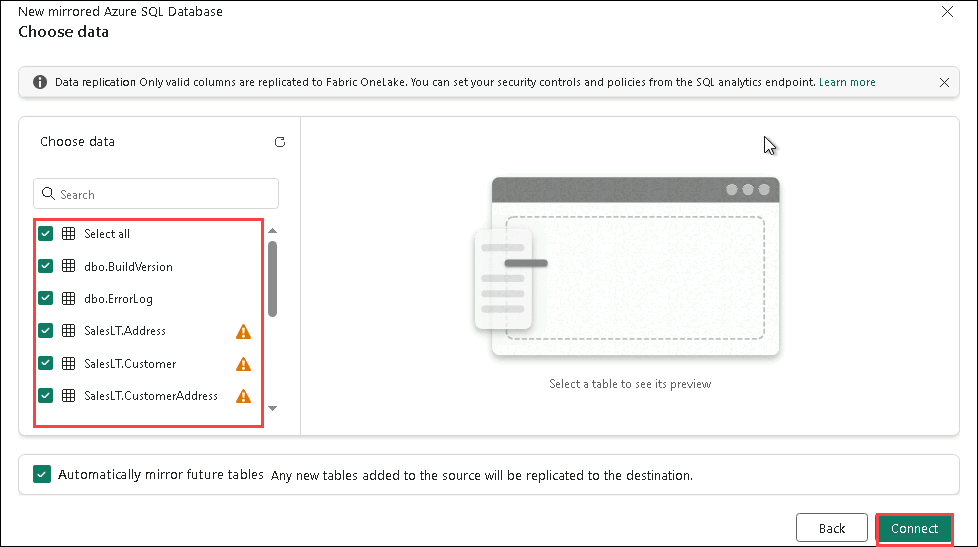 New mirrored Azure SQL Database
Choose data
Data replication Only valid columns are replicated to Fabric OneLake. You can set your security controls and policies from the SQL analytics endpoint. Learn more
Choose data
Search
Select all
dbo.BuildVersion
dbo.ErrorLog
SalesLT.Address
SalesLT.Customer
SalesLT.CustomerAddress
Select a table to see its preview
Automatically mirror future tables Any new tables added to the source will be replicated to the destination.
Back Connect